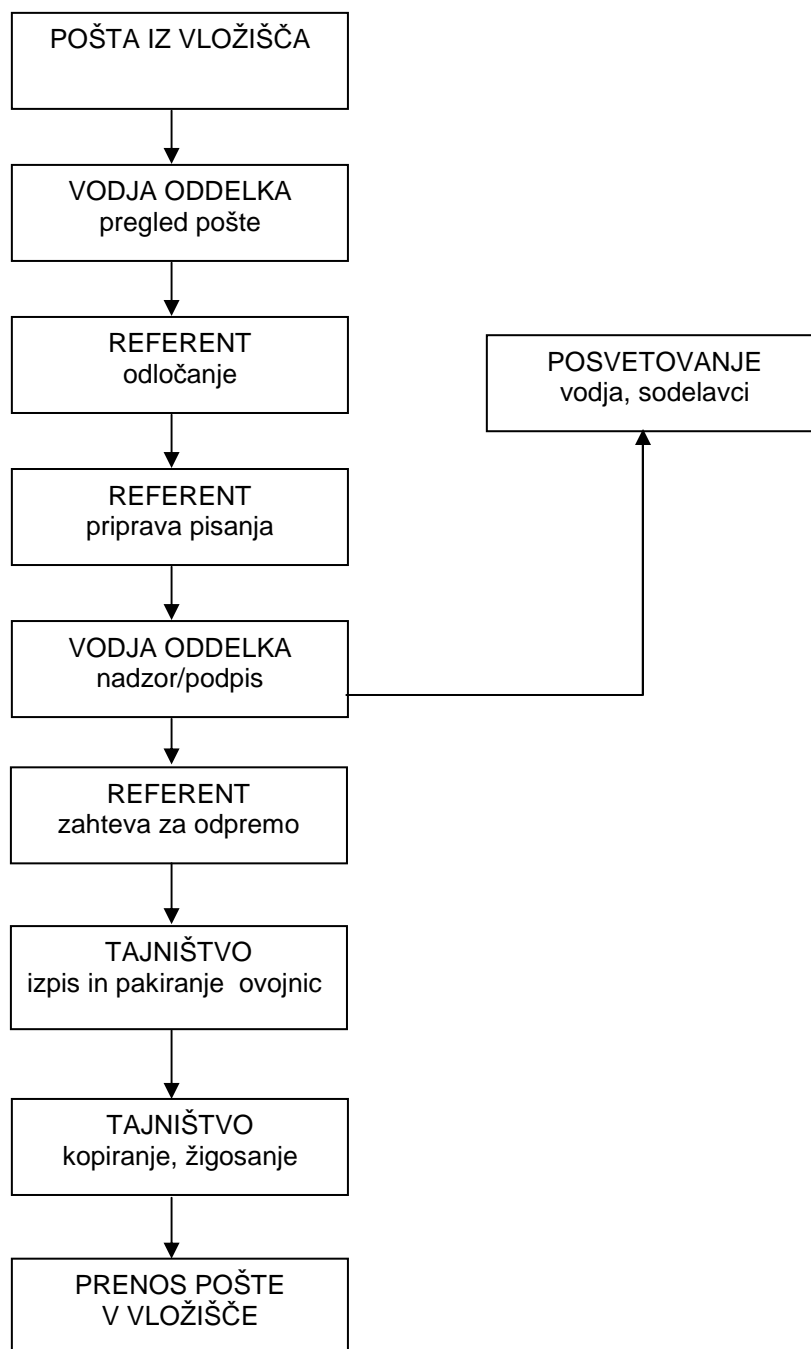 POŠTA IZ VLOŽIŠČA
VODJA ODDELKA
pregled pošte
REFERENT
odločanje
POSVETOVANJE
vodja, sodelavci
REFERENT
priprava pisanja
VODJA ODDELKA
nadzor/podpis
REFERENT
zahteva za odpremo
TAJNIŠTVO
izpis in pakiranje  ovojnic
TAJNIŠTVO
kopiranje, žigosanje
PRENOS POŠTE
V VLOŽIŠČE